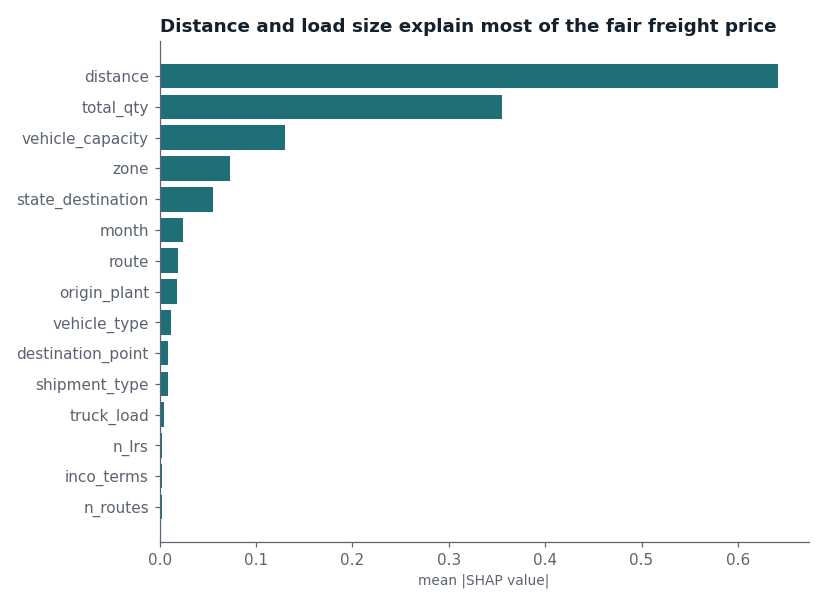 Distance and load size explain most of the fair freight price
distance
total_qty
vehicle_capacity
zone
state_destination
month
route
origin_plant
vehicle_type
destination_point
shipment_type
truck_load
n_lrs
inco_terms
n_routes
0.0 0.1 0.2 0.3 0.4 0.5 0.6
mean |SHAP value|